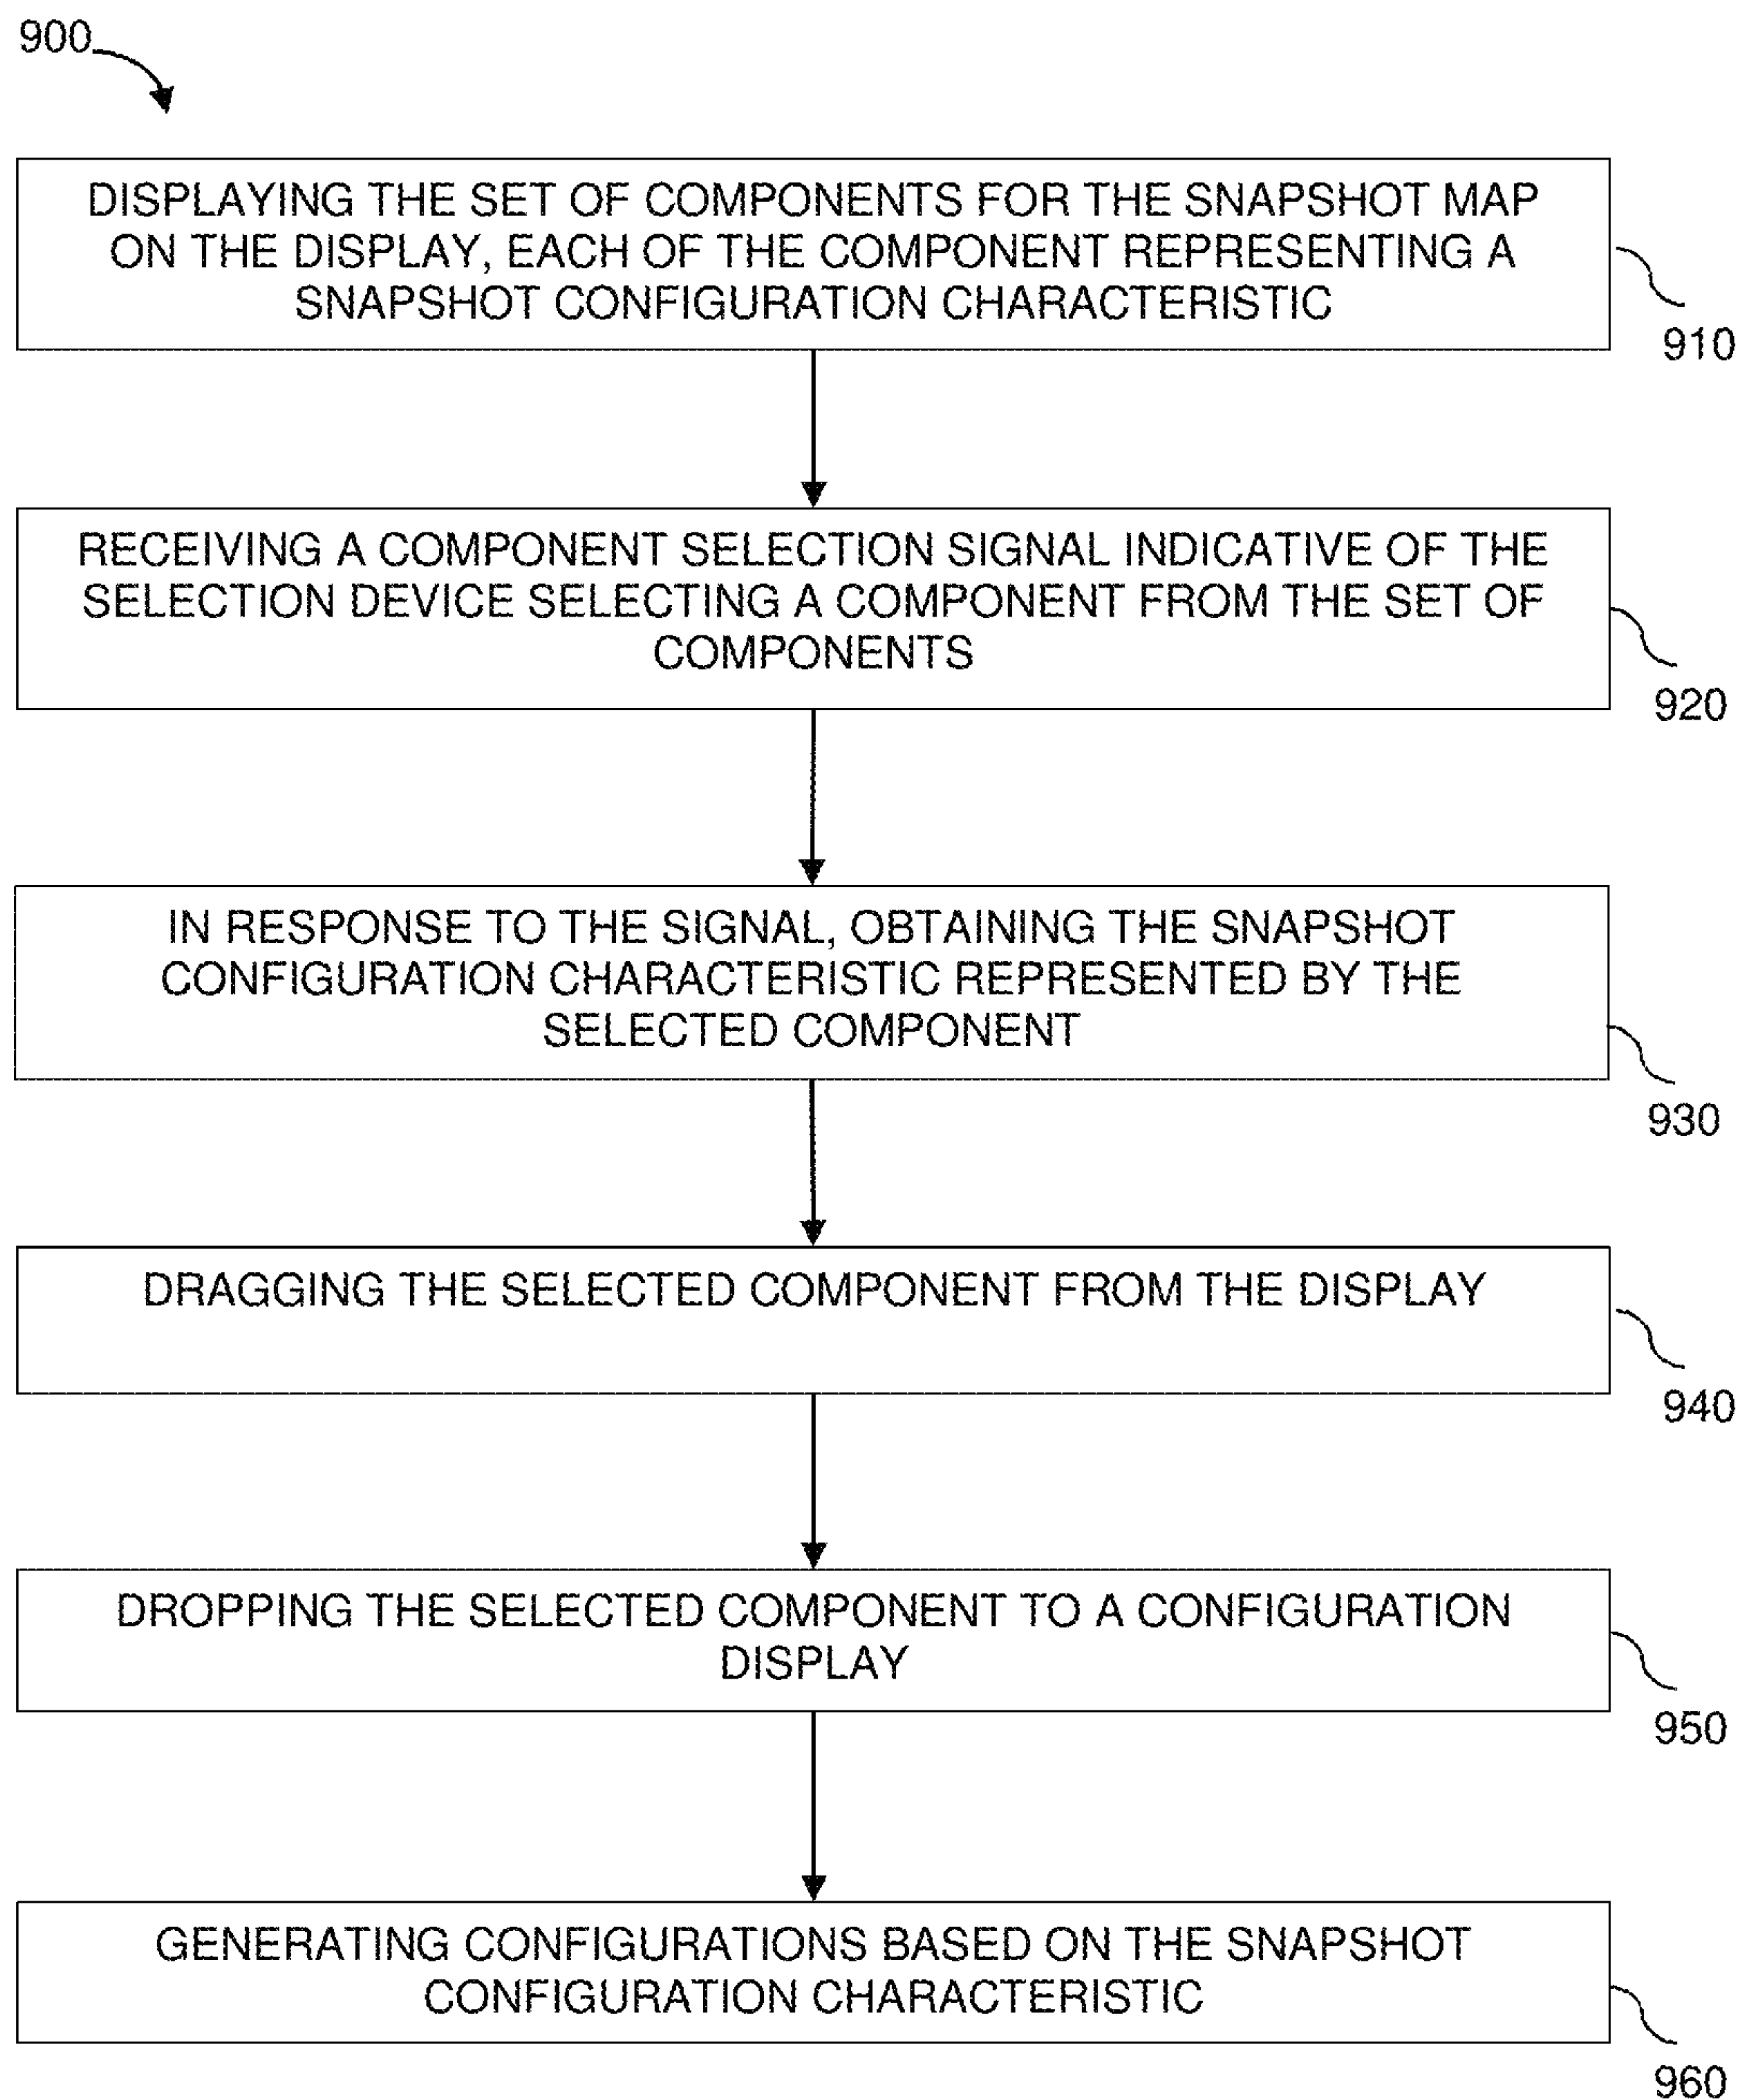 900
DISPLAYING THE SET OF COMPONENTS FOR THE SNAPSHOT MAP
ON THE DISPLAY, EACH OF THE COMPONENT REPRESENTING A
SNAPSHOT CONFIGURATION CHARACTERISTIC
910
RECEIVING A COMPONENT SELECTION SIGNAL INDICATIVE OF THE
SELECTION DEVICE SELECTING A COMPONENT FROM THE SET OF
COMPONENTS
920
IN RESPONSE TO THE SIGNAL, OBTAINING THE SNAPSHOT
CONFIGURATION CHARACTERISTIC REPRESENTED BY THE
SELECTED COMPONENT
930
DRAGGING THE SELECTED COMPONENT FROM THE DISPLAY
940
DROPPING THE SELECTED COMPONENT TO A CONFIGURATION
DISPLAY
950
GENERATING CONFIGURATIONS BASED ON THE SNAPSHOT
CONFIGURATION CHARACTERISTIC
960